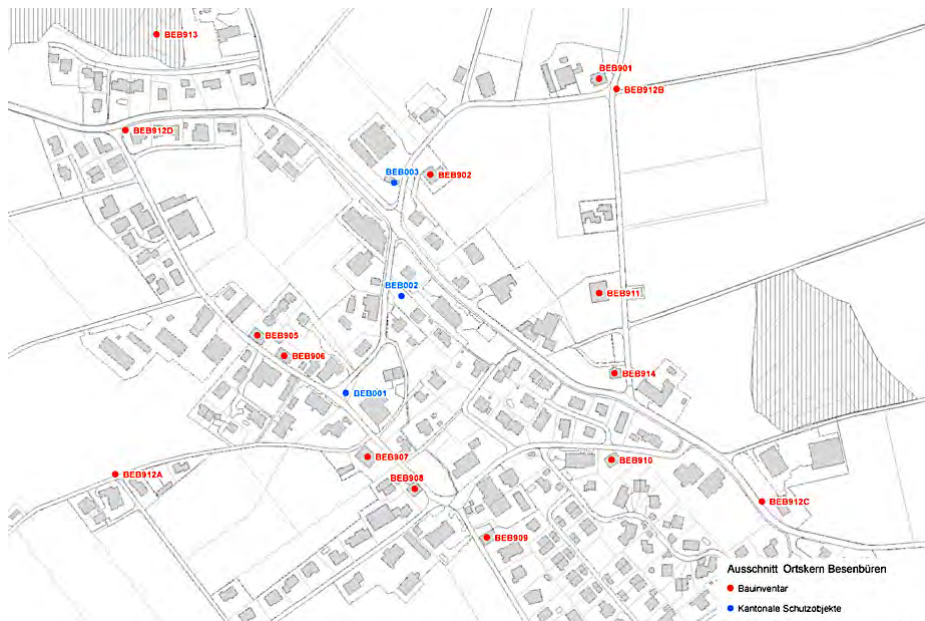 BEB913
BEB901
BEB912B
BEB912D
BEB003
BEB902
BEB002
BEB911
BEB905
BEB906
BEB914
BEB001
BEB907
BEB910
BEB912A
BEB908
BEB912C
BEB909
Ausschnitt Ortskern Besenbüren
Bauinventar
Kantonale Schutzobjekte